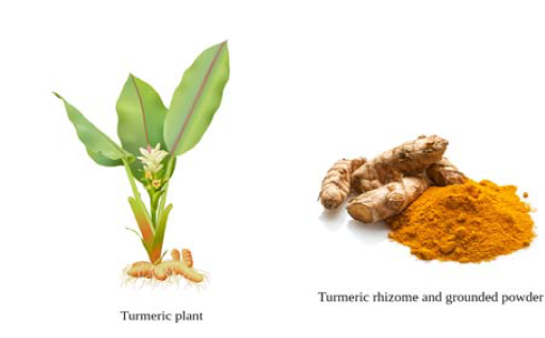 Turmeric plant
Turmeric rhizome and grounded powder